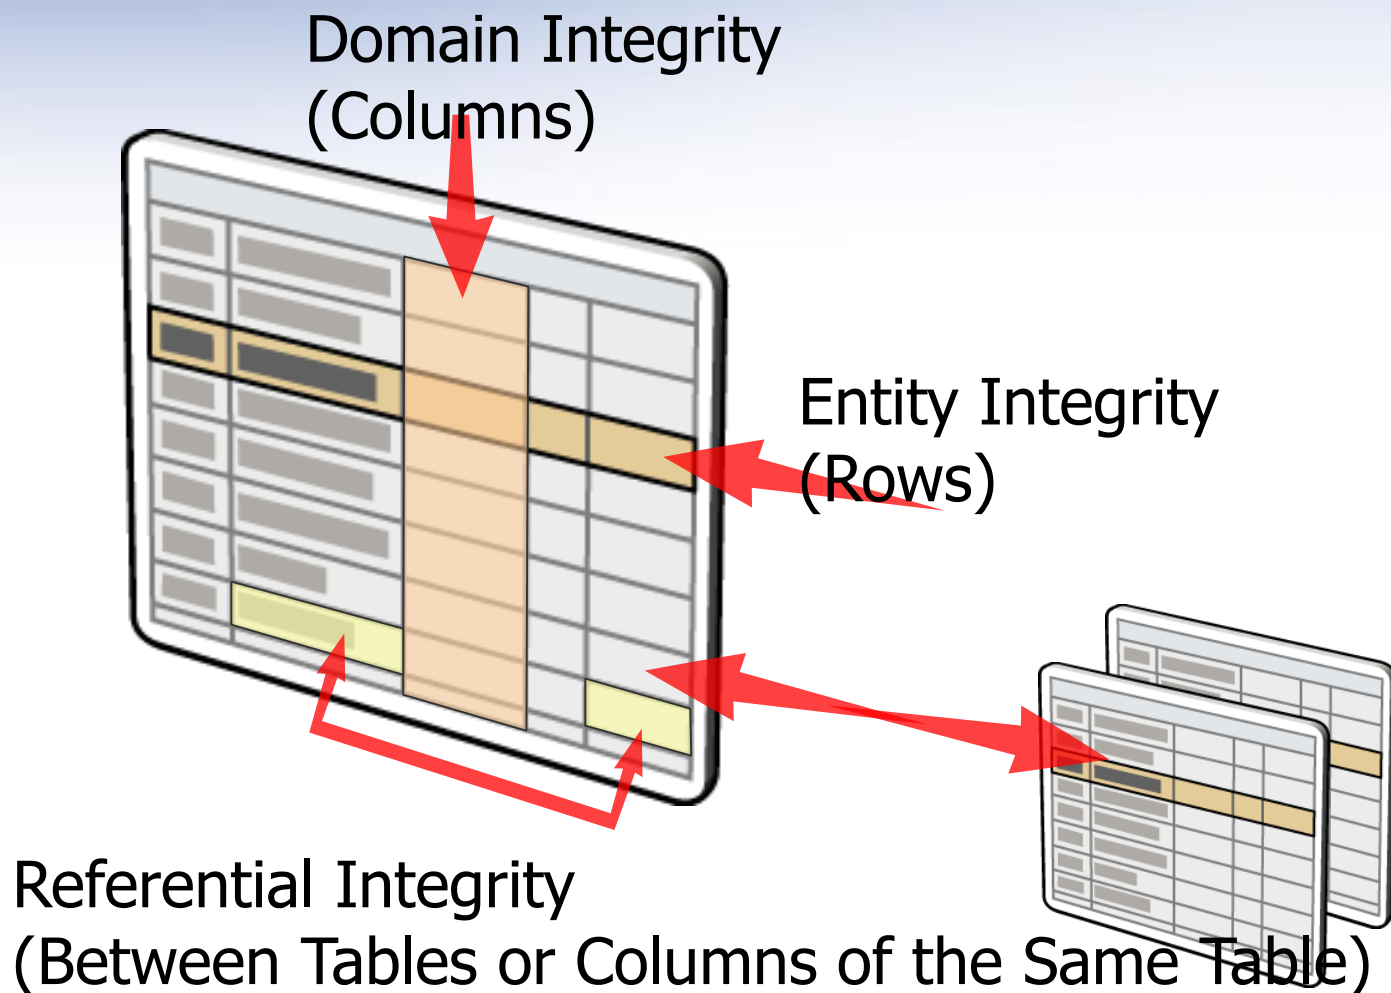 Domain Integrity
(Columns)
Entity Integrity
(Rows)
Referential Integrity
(Between Tables or Columns of the Same Table)